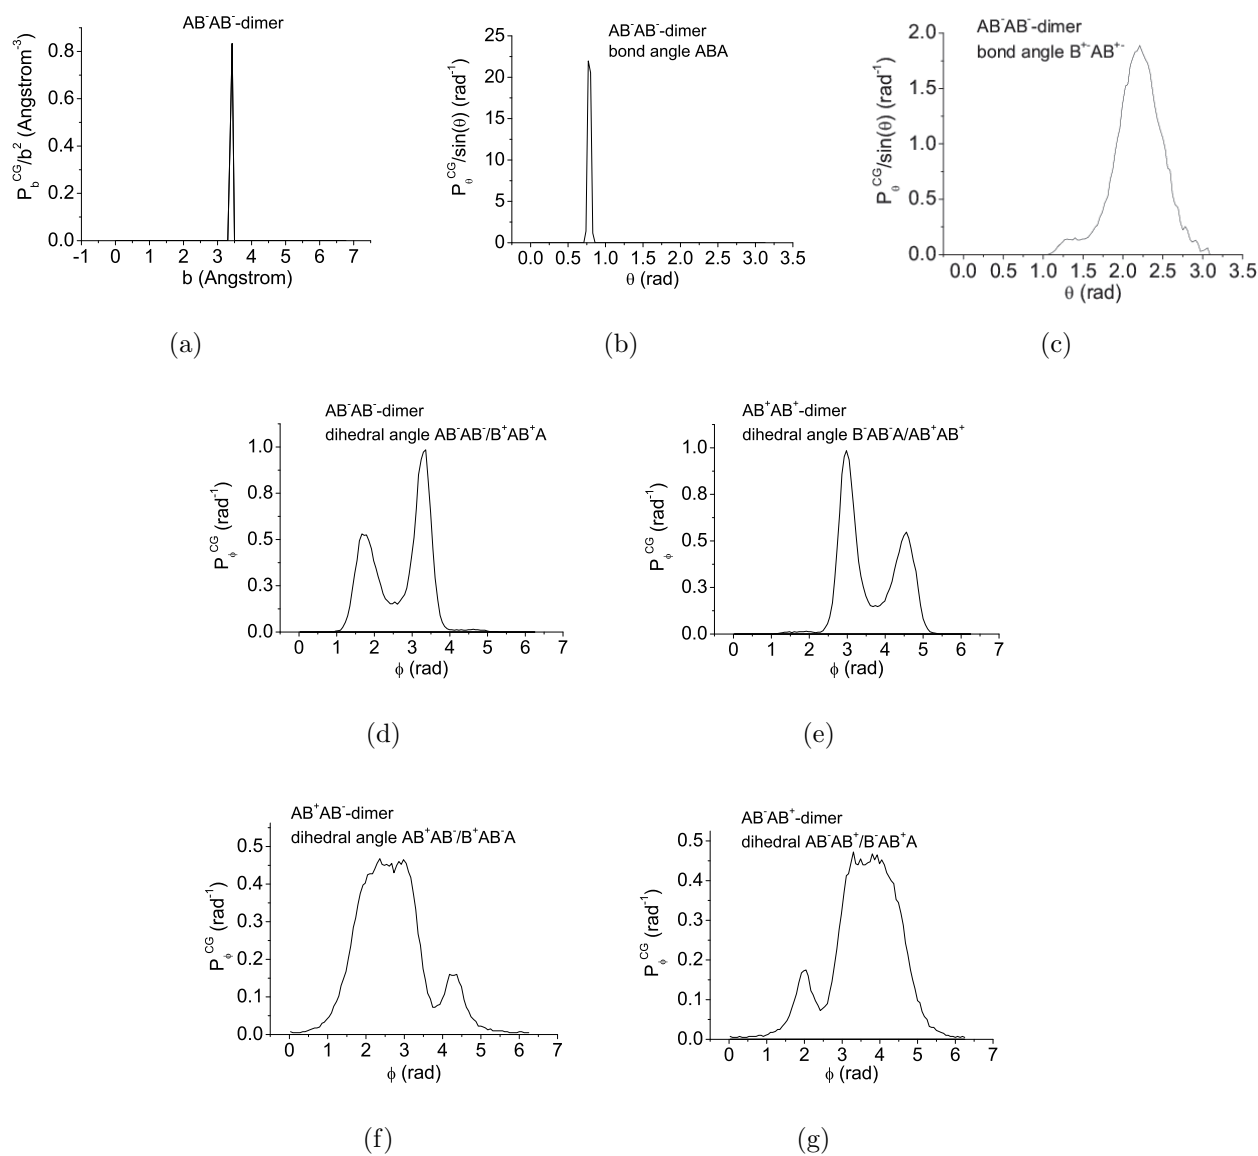 AB⁻AB⁻-dimer
P_b^CG/b² (Angstrom⁻³)
0.8
0.6
0.4
0.2
0.0
-1 0 1 2 3 4 5 6 7
b (Angstrom)
(a)
AB⁻AB⁻-dimer
bond angle ABA
P_θ^CG/sin(θ) (rad⁻¹)
25
20
15
10
5
0
0.0 0.5 1.0 1.5 2.0 2.5 3.0 3.5
θ (rad)
(b)
AB⁻AB⁻-dimer
bond angle B⁺⁻AB⁺⁻
P_θ^CG/sin(θ) (rad⁻¹)
2.0
1.5
1.0
0.5
0.0
0.0 0.5 1.0 1.5 2.0 2.5 3.0 3.5
θ (rad)
(c)
AB⁻AB⁻-dimer
dihedral angle AB⁻AB⁻/B⁺AB⁺A
P_ϕ^CG (rad⁻¹)
1.0
0.8
0.5
0.3
0.0
0 1 2 3 4 5 6 7
ϕ (rad)
(d)
AB⁺AB⁺-dimer
dihedral angle B⁻AB⁻A/AB⁺AB⁺
P_ϕ^CG (rad⁻¹)
1.0
0.8
0.5
0.3
0.0
0 1 2 3 4 5 6 7
ϕ (rad)
(e)
AB⁺AB⁻-dimer
dihedral angle AB⁺AB⁻/B⁺AB⁻A
P_ϕ^CG (rad⁻¹)
0.5
0.4
0.3
0.2
0.1
0.0
0 1 2 3 4 5 6 7
ϕ (rad)
(f)
AB⁻AB⁺-dimer
dihedral AB⁻AB⁺/B⁻AB⁺A
P_ϕ^CG (rad⁻¹)
0.5
0.4
0.3
0.2
0.1
0.0
0 1 2 3 4 5 6 7
ϕ (rad)
(g)